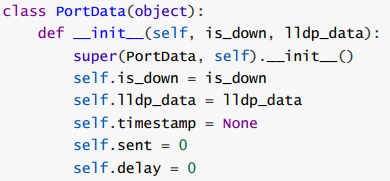 class PortData(object):
    def __init__(self, is_down, lldp_data):
        super(PortData, self).__init__()
        self.is_down = is_down
        self.lldp_data = lldp_data
        self.timestamp = None
        self.sent = 0
        self.delay = 0